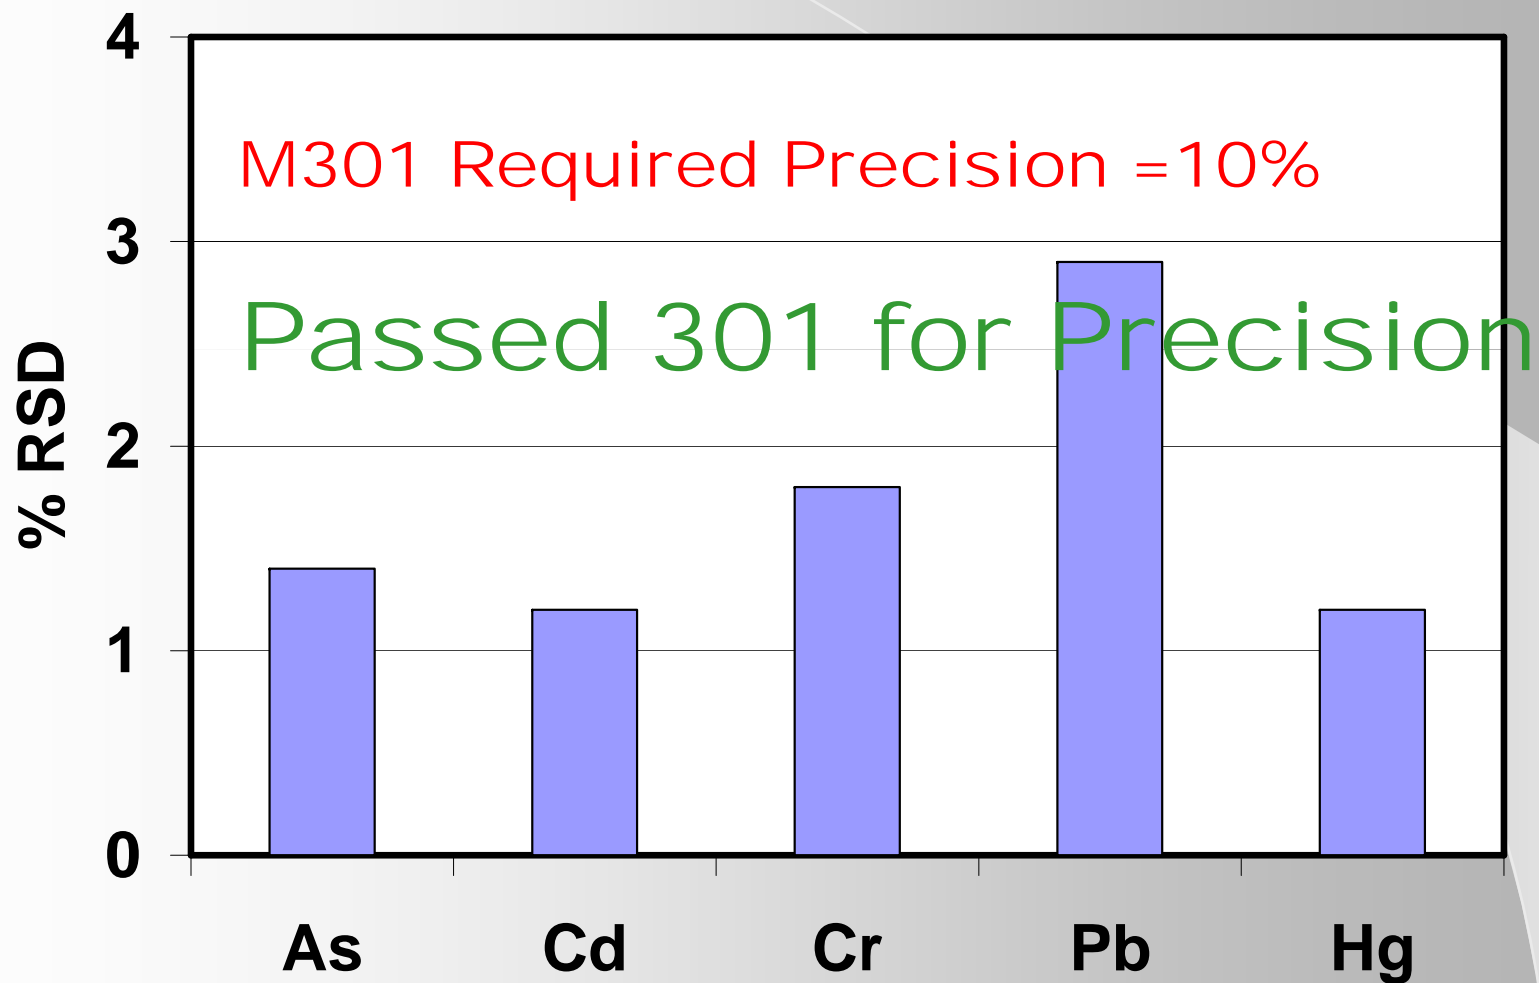 4
M301 Required Precision =10%
3
Passed 301 for Precision
% RSD
2
1
0
As Cd Cr Pb Hg